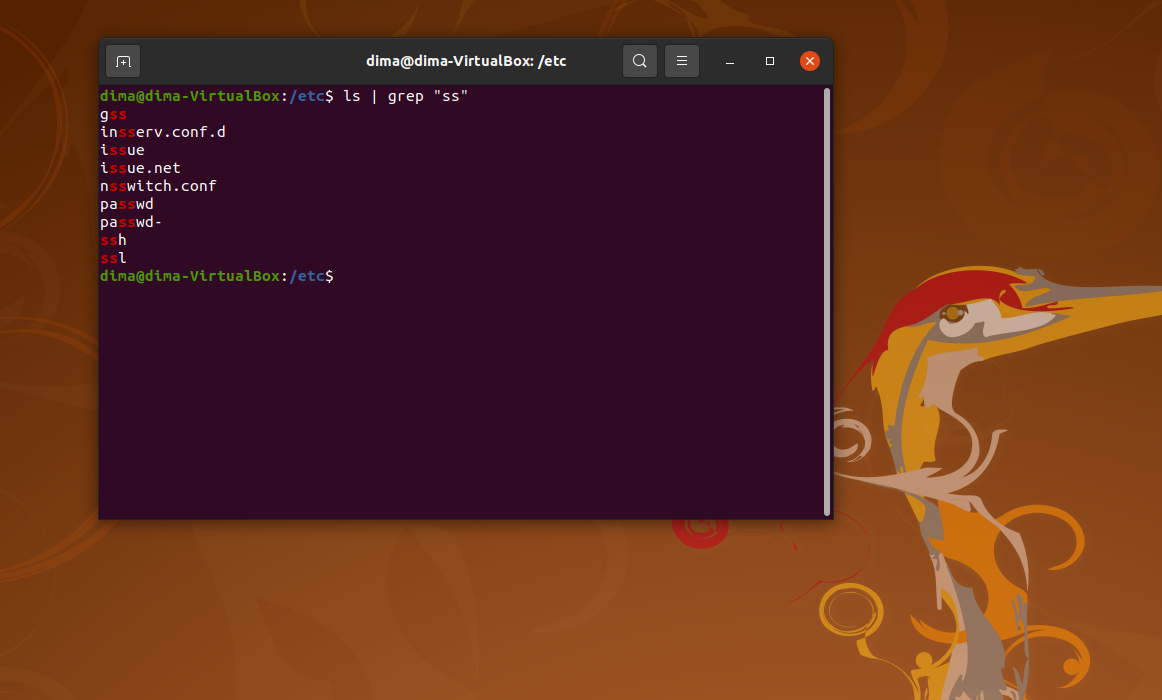 dima@dima-VirtualBox: /etc
dima@dima-VirtualBox:/etc$ ls | grep "ss"
gss
insserv.conf.d
issue
issue.net
nsswitch.conf
passwd
passwd-
ssh
ssl
dima@dima-VirtualBox:/etc$